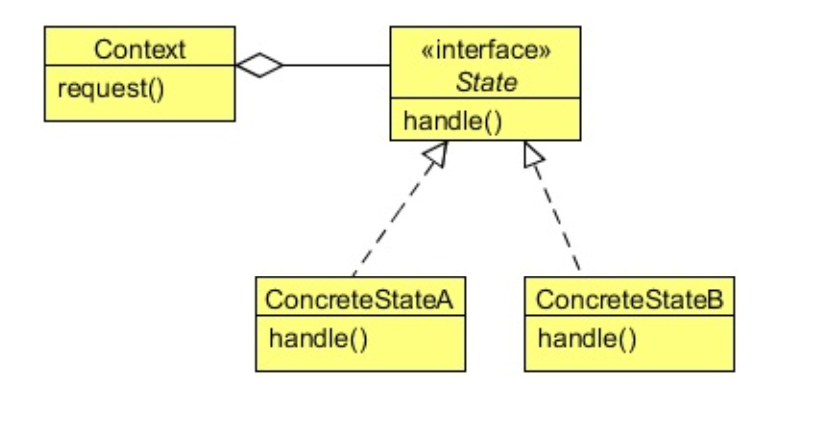 Context
request()
«interface»
State
handle()
ConcreteStateA
handle()
ConcreteStateB
handle()